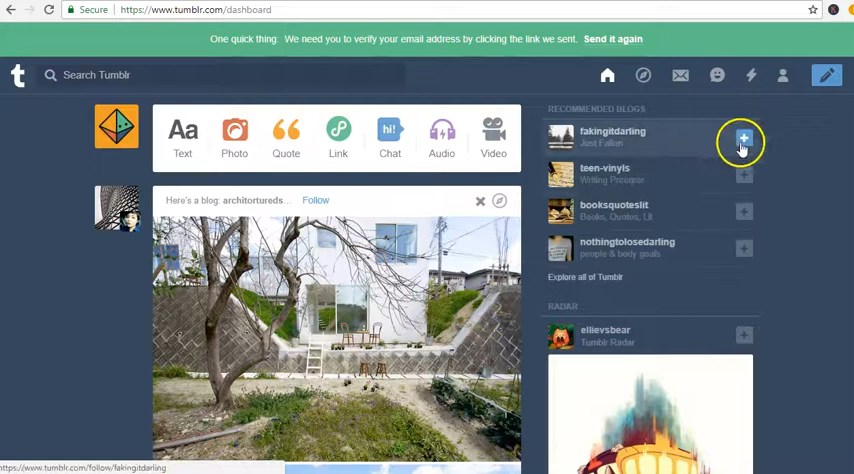 Secure
https://www.tumblr.com/dashboard
One quick thing: We need you to verify your email address by clicking the link we sent. Send it again
t
Search Tumblr
Aa
hi!
Text
Photo
Quote
Link
Chat
Audio
Video
Here's a blog: architortureds... Follow
RECOMMENDED BLOGS
fakingitdarling
Just Fallen
teen-vinyls
Writing Preomor
booksquoteslit
Books, Quotes, Lit
nothingtolosedarling
people & body goals
Explore all of Tumblr
RADAR
ellievsbear
Tumblr Radar
https://www.tumblr.com/follow/fakingitdarling